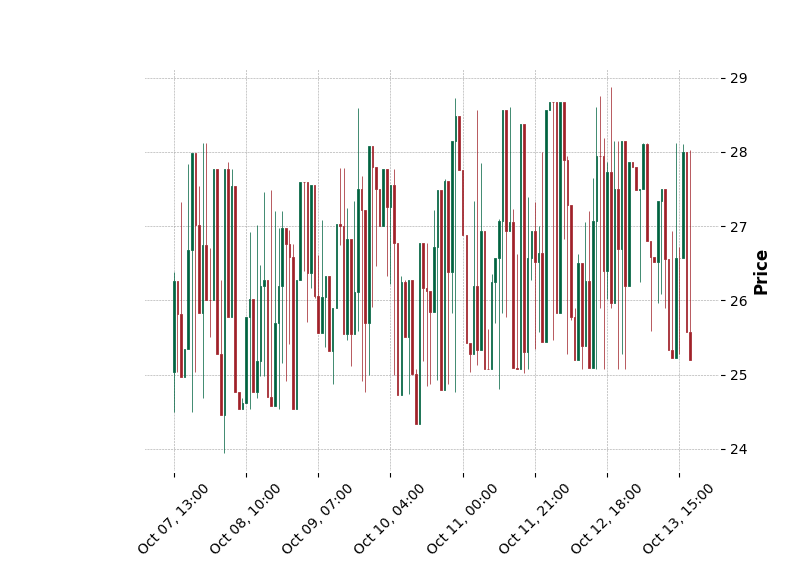 29
28
27
26
25
24
Price
Oct 07, 13:00
Oct 08, 10:00
Oct 09, 07:00
Oct 10, 04:00
Oct 11, 00:00
Oct 11, 21:00
Oct 12, 18:00
Oct 13, 15:00